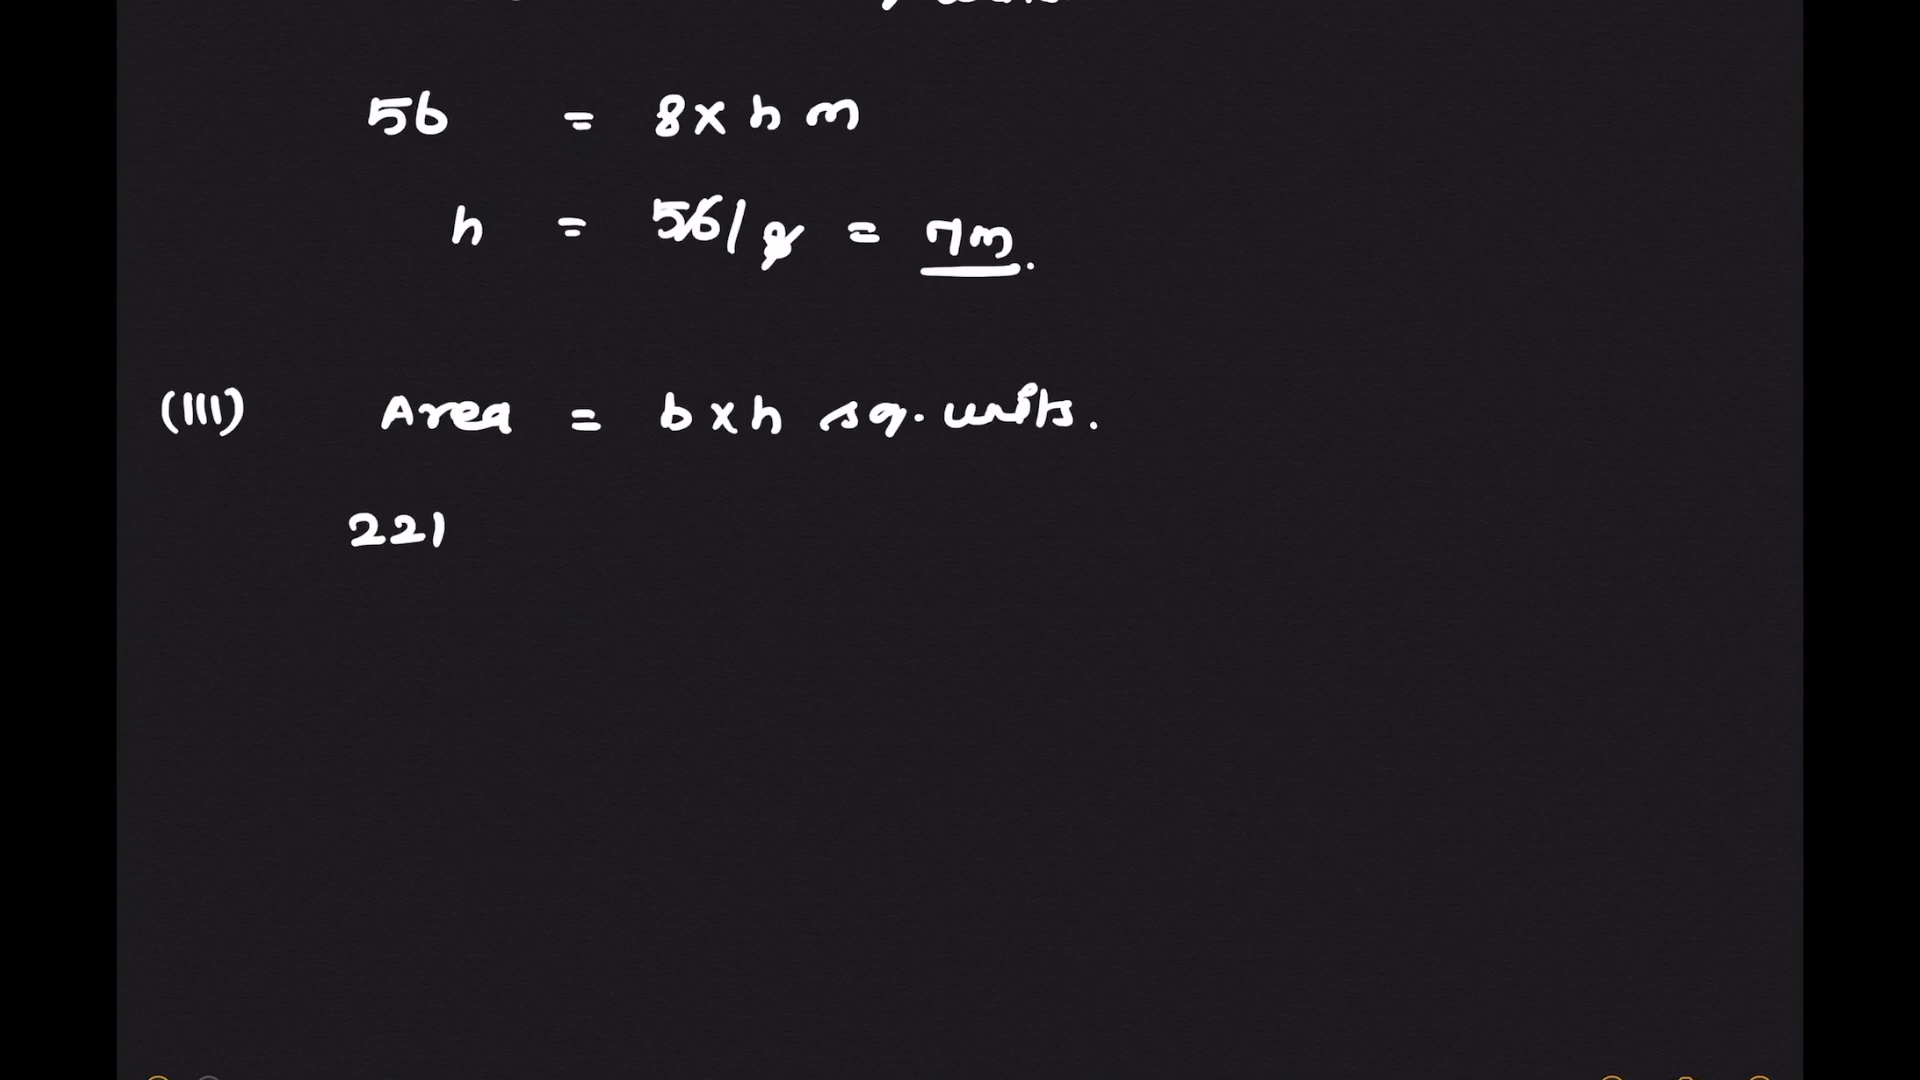 56 = 8 x h m
h = 56/8 = 7m.
(III) Area = b x h sq. units.
221